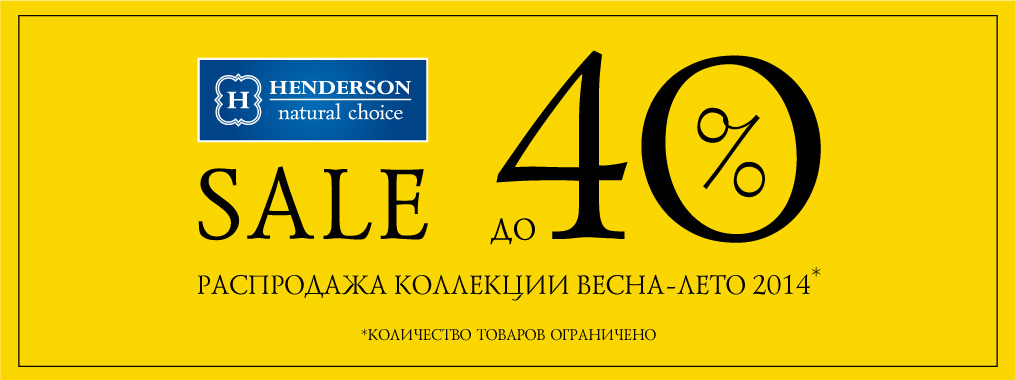 HENDERSON
natural choice
SALE
ДО 40%
РАСПРОДАЖА КОЛЛЕКЦИИ ВЕСНА-ЛЕТО 2014*
*КОЛИЧЕСТВО ТОВАРОВ ОГРАНИЧЕНО